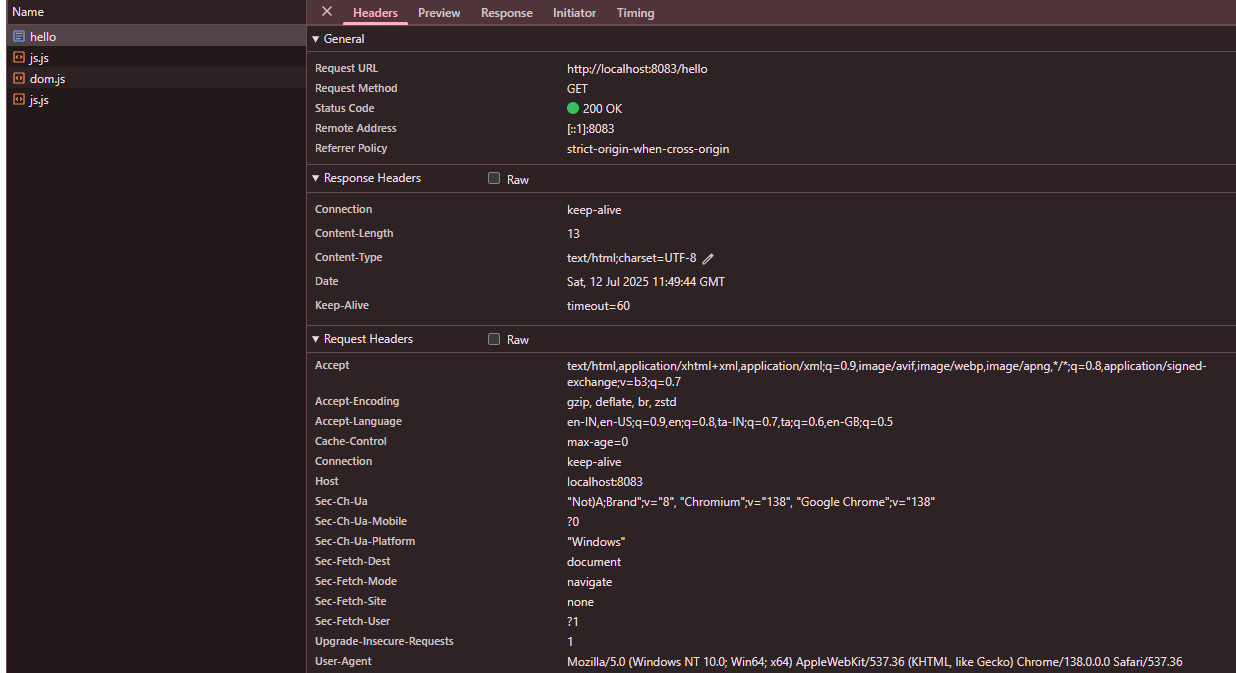 Name
hello
js.js
dom.js
js.js
Headers Preview Response Initiator Timing
General
Request URL http://localhost:8083/hello
Request Method GET
Status Code 200 OK
Remote Address [::1]:8083
Referrer Policy strict-origin-when-cross-origin
Response Headers Raw
Connection keep-alive
Content-Length 13
Content-Type text/html;charset=UTF-8
Date Sat, 12 Jul 2025 11:49:44 GMT
Keep-Alive timeout=60
Request Headers Raw
Accept text/html,application/xhtml+xml,application/xml;q=0.9,image/avif,image/webp,image/apng,*/*;q=0.8,application/signed-
exchange;v=b3;q=0.7
Accept-Encoding gzip, deflate, br, zstd
Accept-Language en-IN,en-US;q=0.9,en;q=0.8,ta-IN;q=0.7,ta;q=0.6,en-GB;q=0.5
Cache-Control max-age=0
Connection keep-alive
Host localhost:8083
Sec-Ch-Ua "Not)A;Brand";v="8", "Chromium";v="138", "Google Chrome";v="138"
Sec-Ch-Ua-Mobile ?0
Sec-Ch-Ua-Platform "Windows"
Sec-Fetch-Dest document
Sec-Fetch-Mode navigate
Sec-Fetch-Site none
Sec-Fetch-User ?1
Upgrade-Insecure-Requests 1
User-Agent Mozilla/5.0 (Windows NT 10.0; Win64; x64) AppleWebKit/537.36 (KHTML, like Gecko) Chrome/138.0.0.0 Safari/537.36